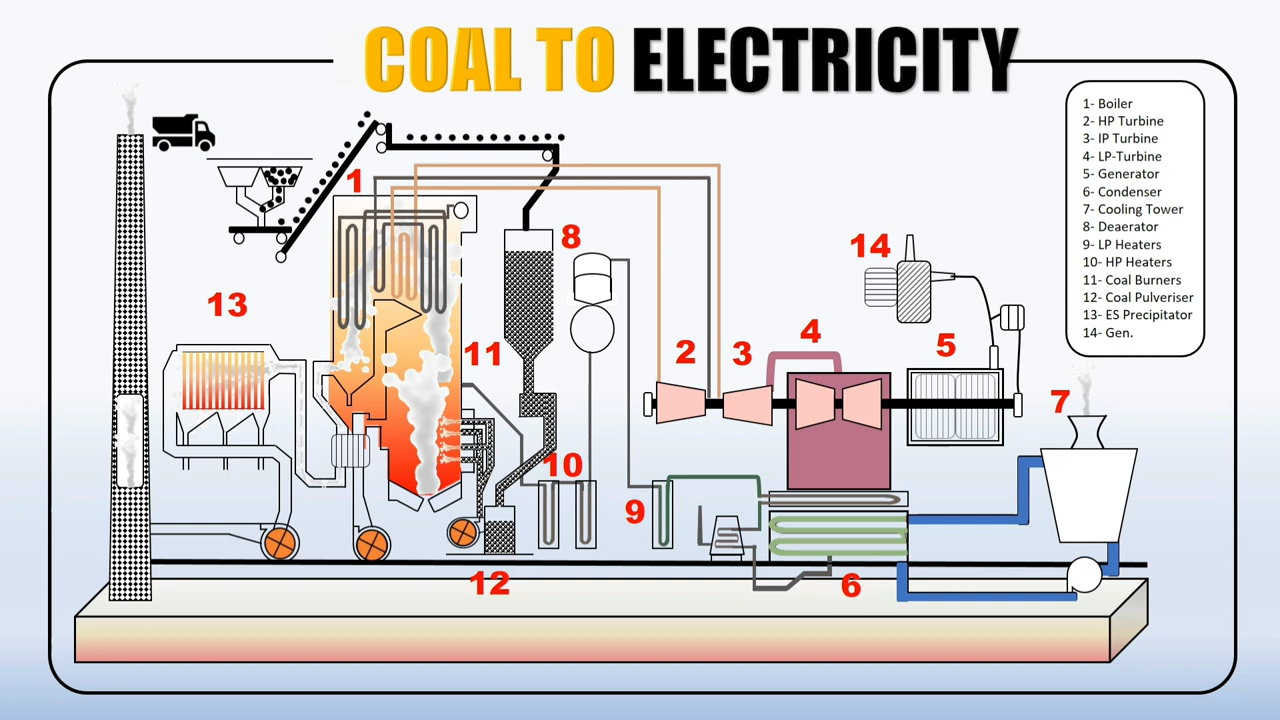 COAL TO ELECTRICITY
1- Boiler
2- HP Turbine
3- IP Turbine
4- LP-Turbine
5- Generator
6- Condenser
7- Cooling Tower
8- Deaerator
9- LP Heaters
10- HP Heaters
11- Coal Burners
12- Coal Pulveriser
13- ES Precipitator
14- Gen.
1
8
14
13
4
2
3
5
11
7
10
9
12
6